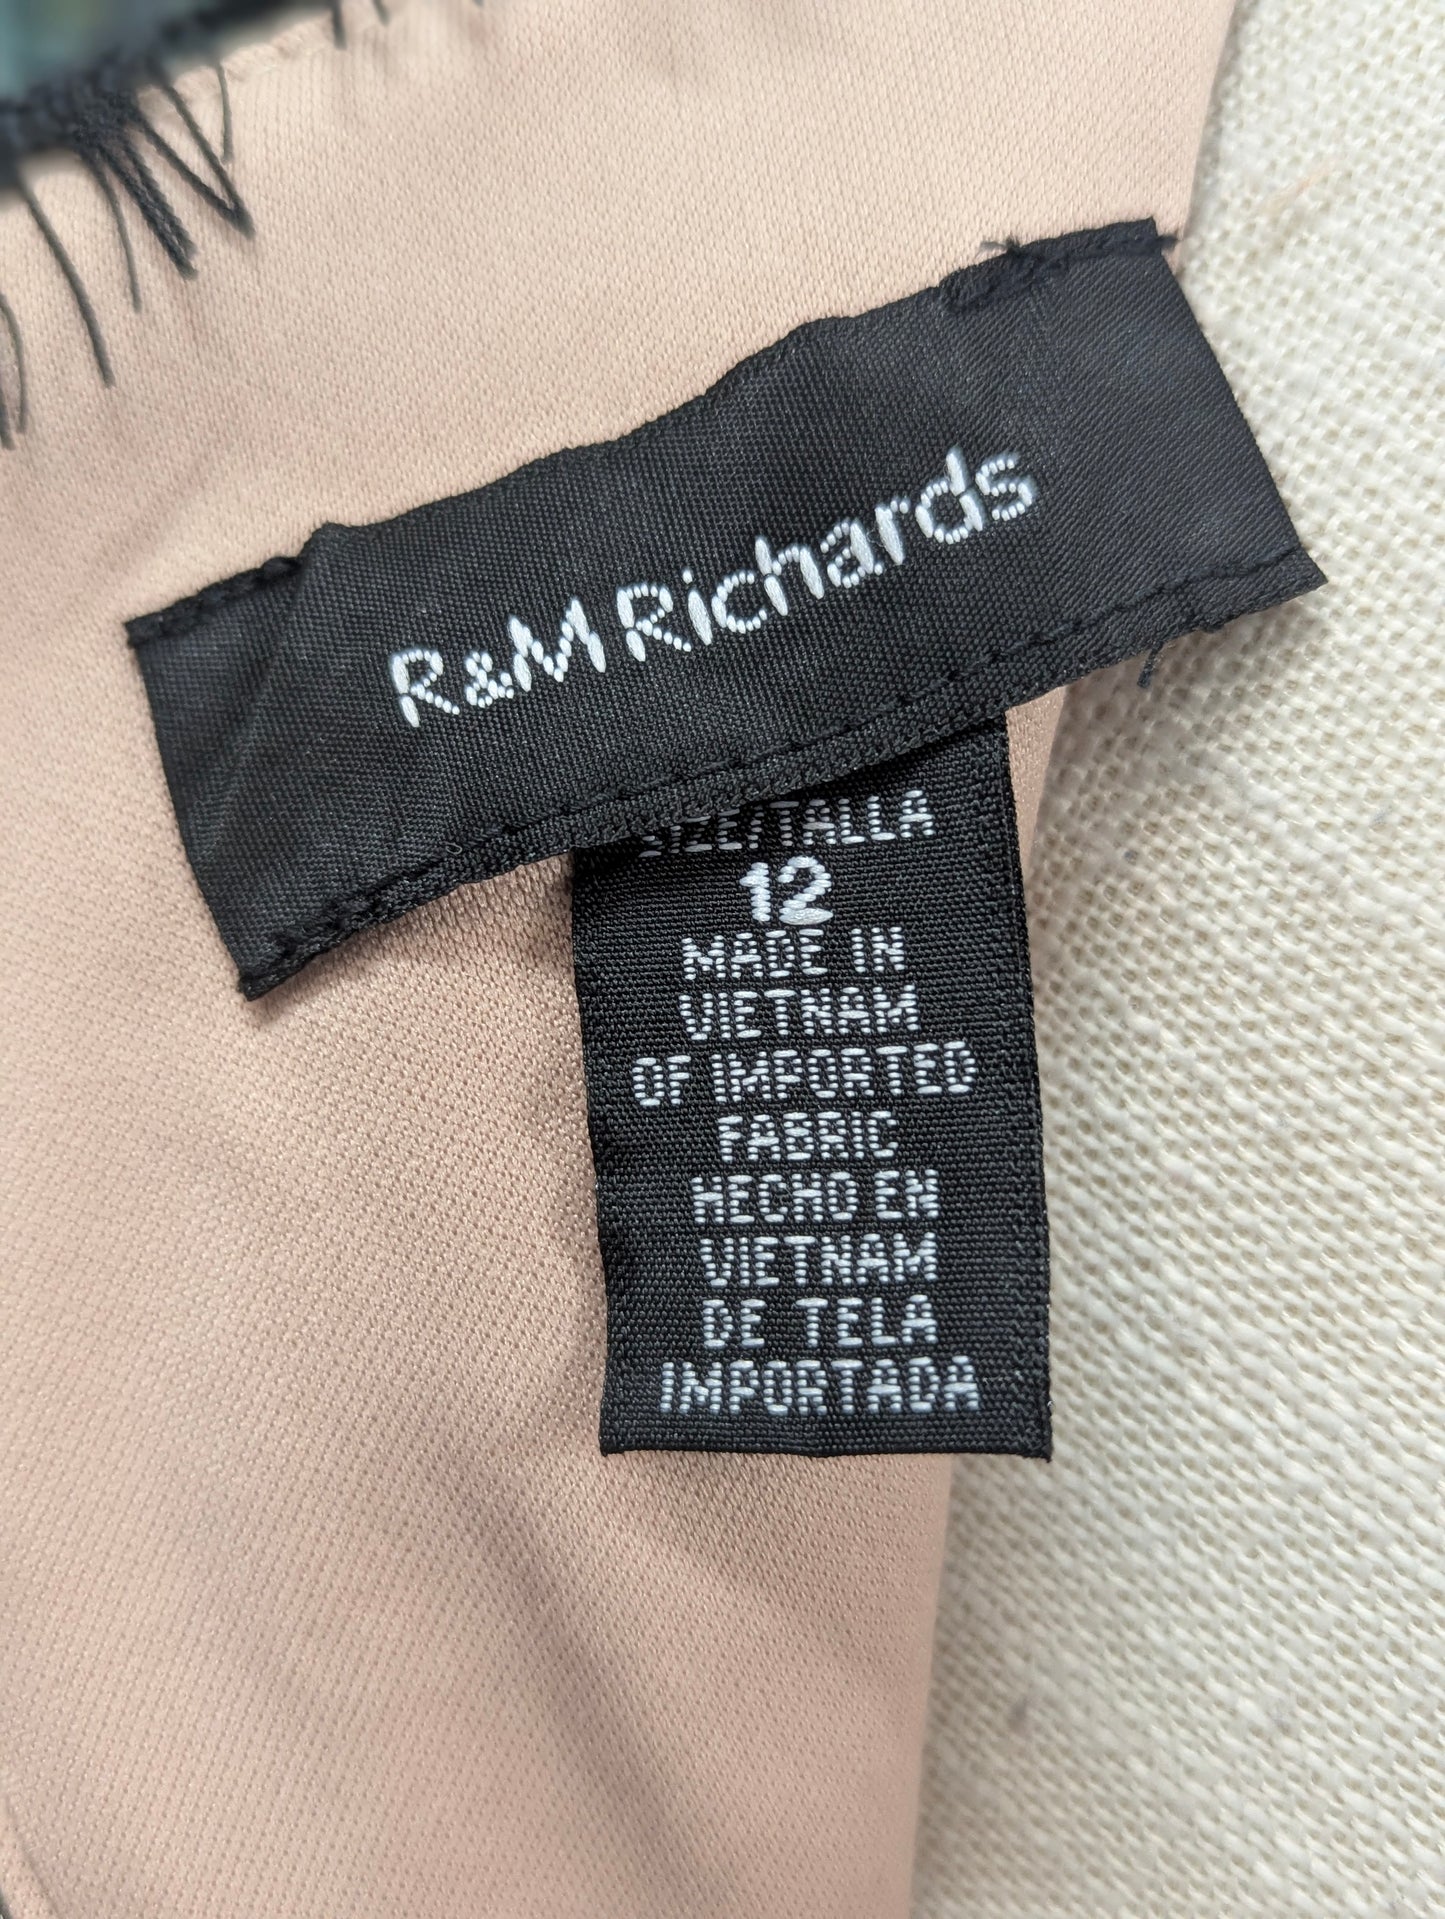 R&M Richards
SIZE/TALLA
12
MADE IN
VIETNAM
OF IMPORTED
FABRIC
HECHO EN
VIETNAM
DE TELA
IMPORTADA